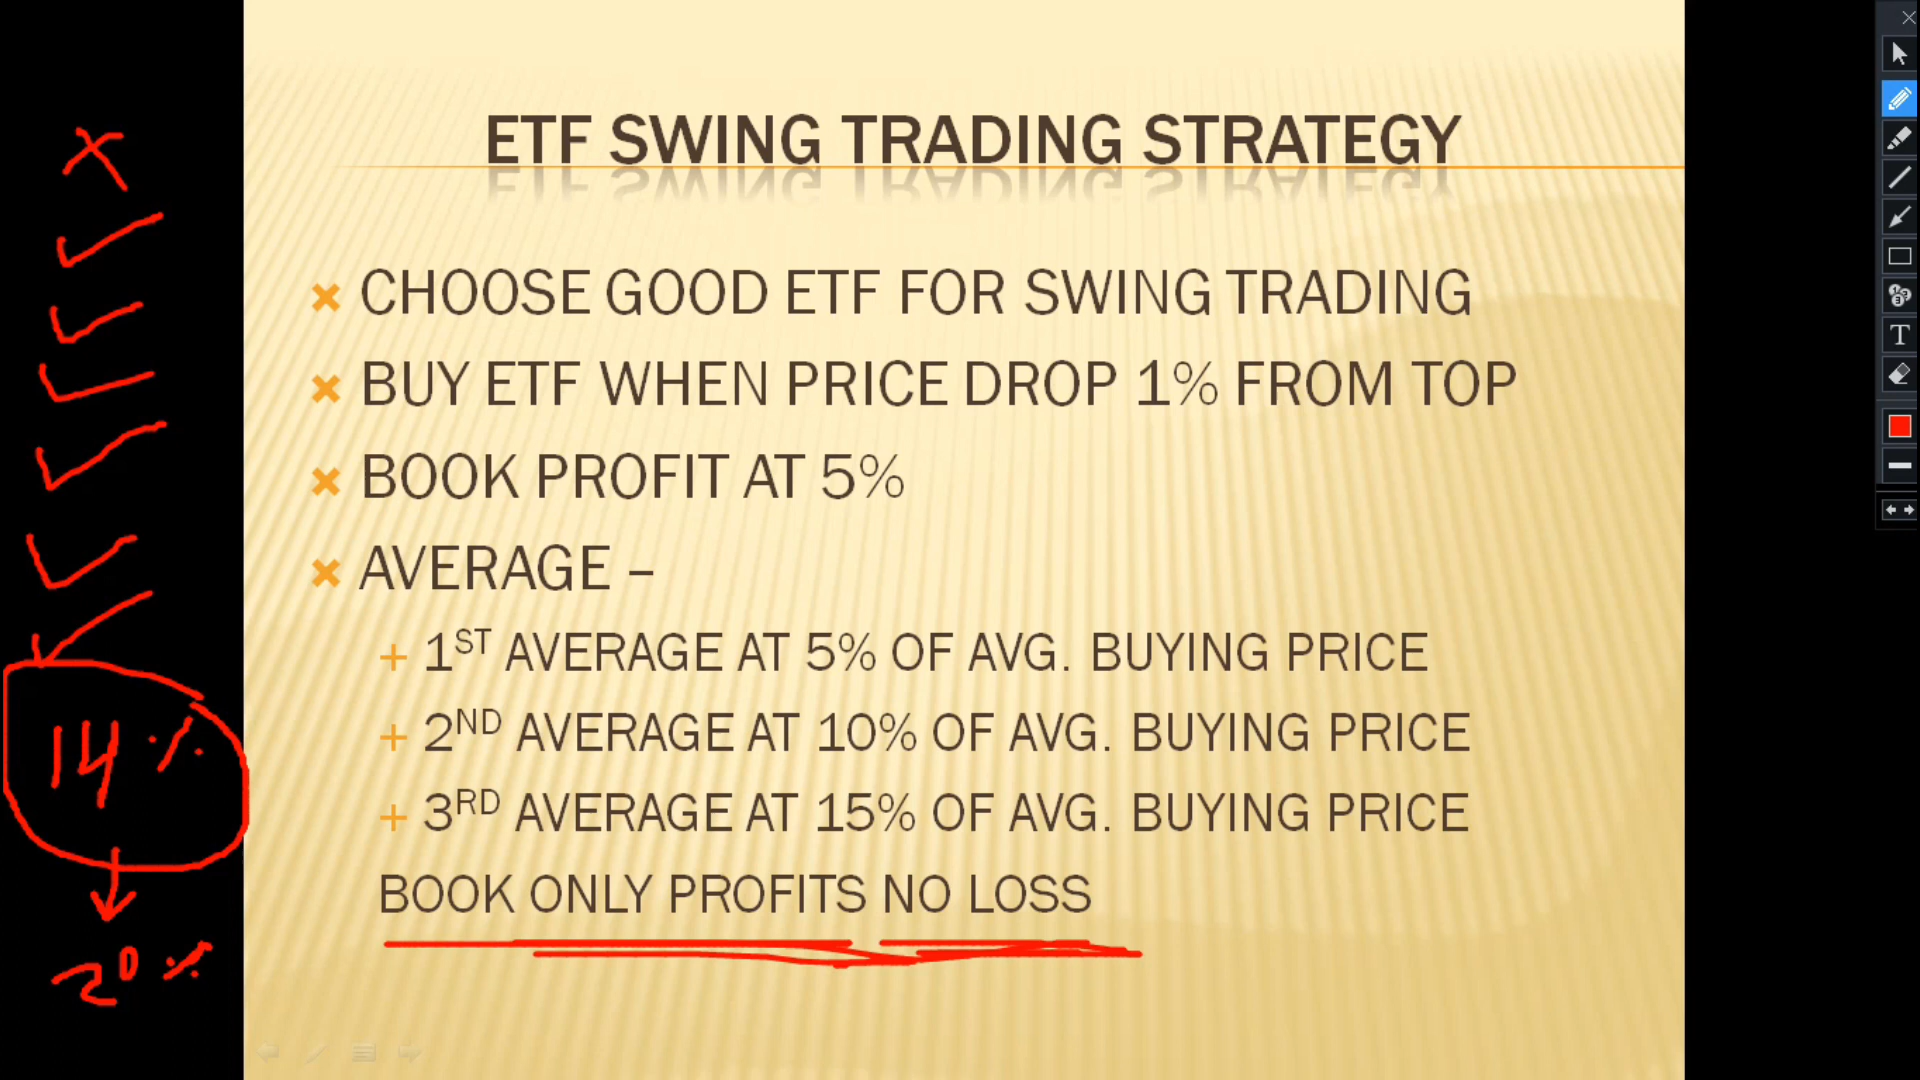 ETF SWING TRADING STRATEGY
CHOOSE GOOD ETF FOR SWING TRADING
BUY ETF WHEN PRICE DROP 1% FROM TOP
BOOK PROFIT AT 5%
AVERAGE –
1ST AVERAGE AT 5% OF AVG. BUYING PRICE
2ND AVERAGE AT 10% OF AVG. BUYING PRICE
3RD AVERAGE AT 15% OF AVG. BUYING PRICE
BOOK ONLY PROFITS NO LOSS
14%
20%